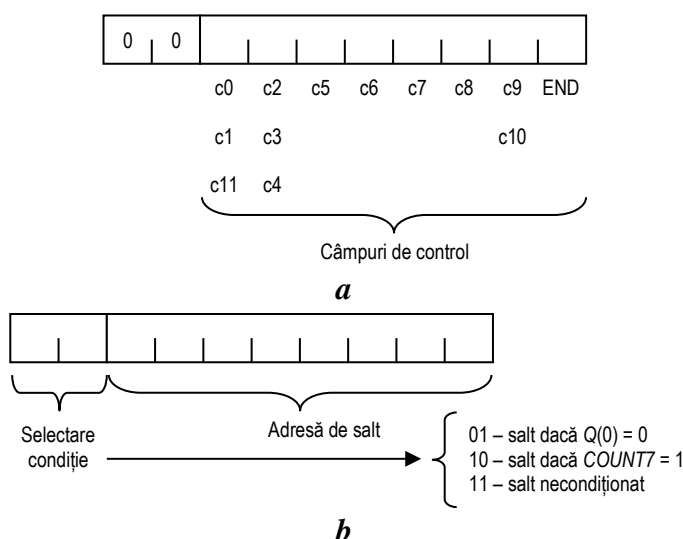 0 0
c0 c2 c5 c6 c7 c8 c9 END
c1 c3 c10
c11 c4
Câmpuri de control
a
Selectare
condiție
Adresă de salt
01 – salt dacă Q(0) = 0
10 – salt dacă COUNT7 = 1
11 – salt necondiționat
b